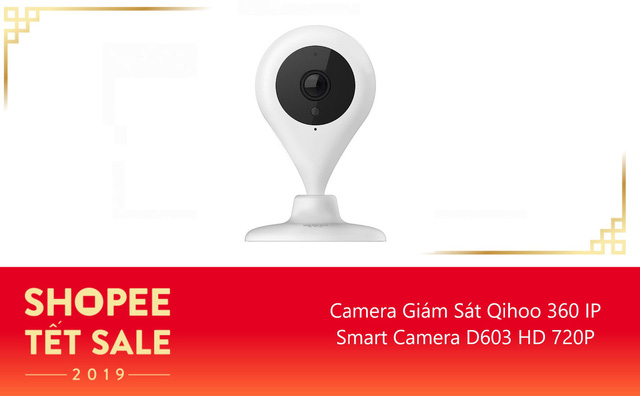 SHOPEE
TẾT SALE
2019
Camera Giám Sát Qihoo 360 IP
Smart Camera D603 HD 720P